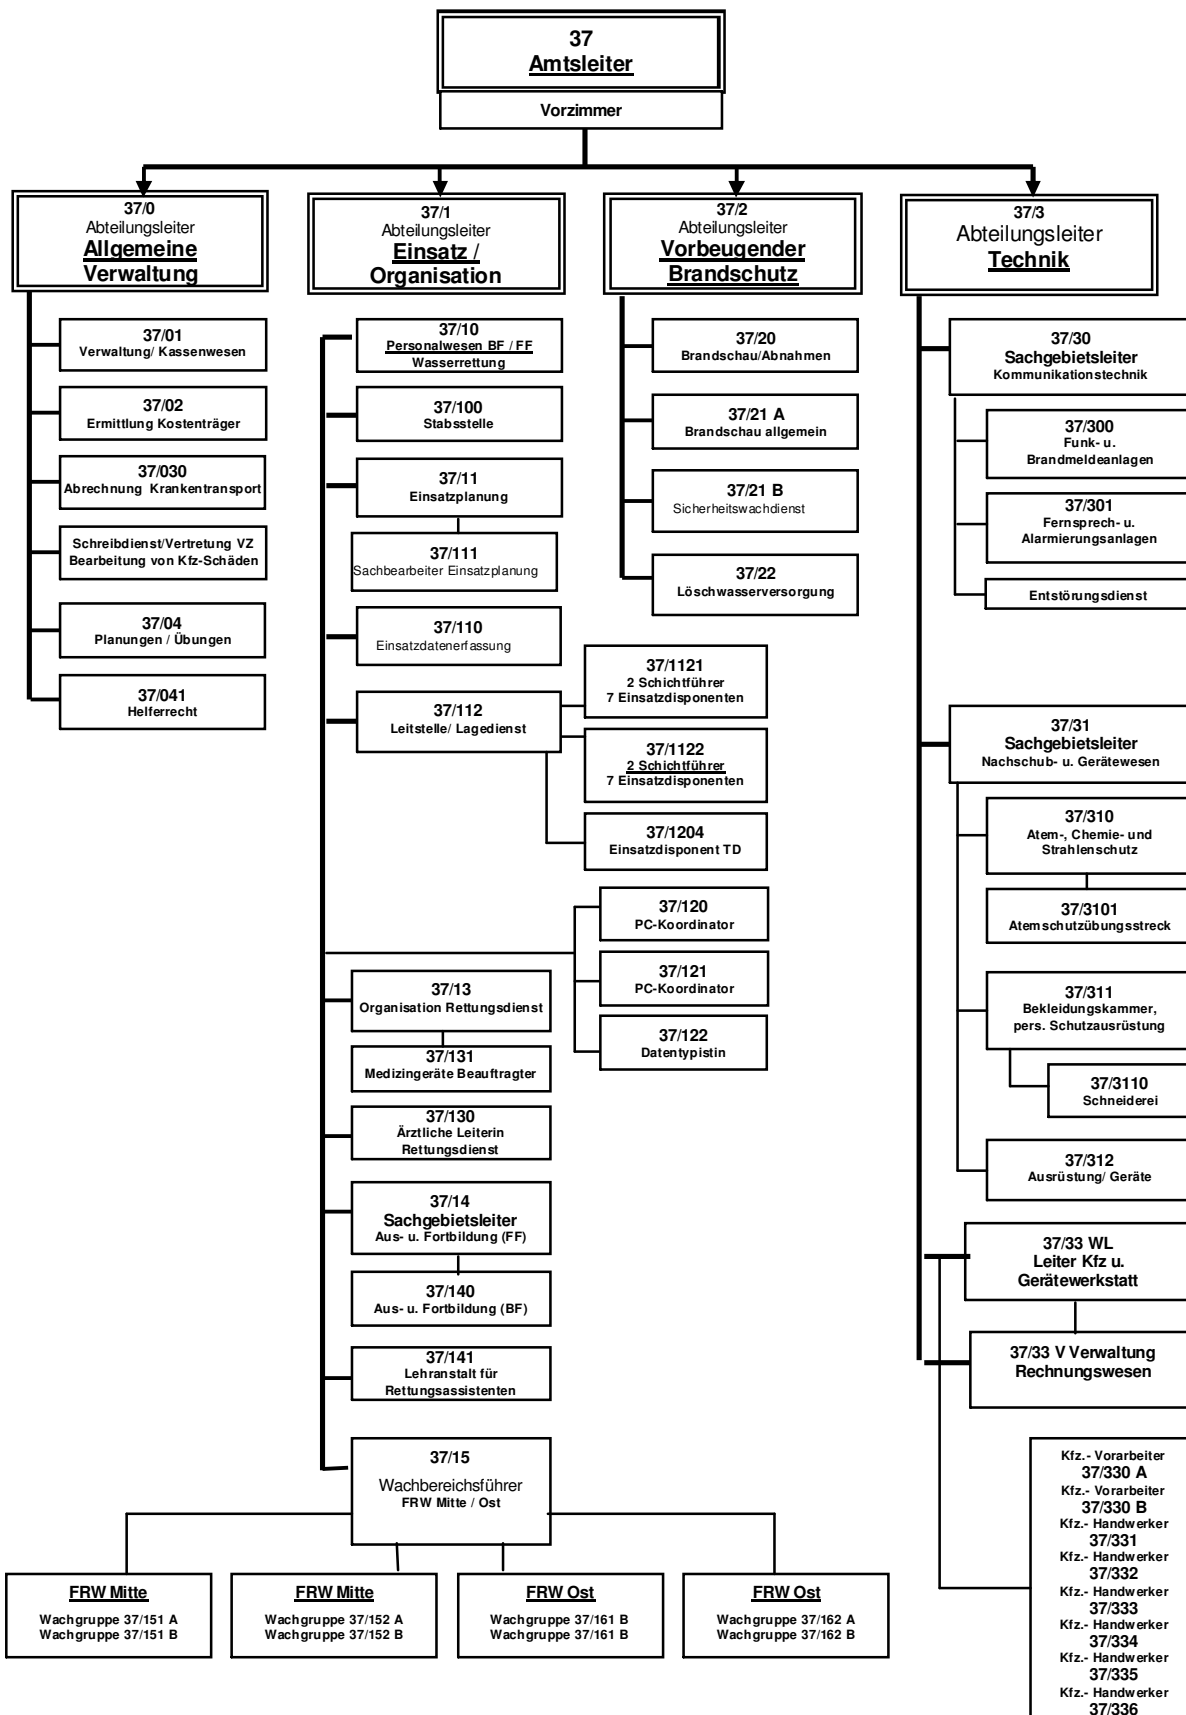 37
Amtsleiter
Vorzimmer
37/0
Abteilungsleiter
Allgemeine
Verwaltung
37/01
Verwaltung/ Kassenwesen
37/02
Ermittlung Kostenträger
37/030
Abrechnung Krankentransport
Schreibdienst/Vertretung VZ
Bearbeitung von Kfz-Schäden
37/04
Planungen / Übungen
37/041
Helferrecht
37/1
Abteilungsleiter
Einsatz /
Organisation
37/10
Personalwesen BF / FF
Wasserrettung
37/100
Stabsstelle
37/11
Einsatzplanung
37/111
Sachbearbeiter Einsatzplanung
37/110
Einsatzdatenerfassung
37/112
Leitstelle/ Lagedienst
37/1121
2 Schichtführer
7 Einsatzdisponenten
37/1122
2 Schichtführer
7 Einsatzdisponenten
37/1204
Einsatzdisponent TD
37/120
PC-Koordinator
37/121
PC-Koordinator
37/122
Datentypistin
37/13
Organisation Rettungsdienst
37/131
Medizingeräte Beauftragter
37/130
Ärztliche Leiterin
Rettungsdienst
37/14
Sachgebietsleiter
Aus- u. Fortbildung (FF)
37/140
Aus- u. Fortbildung (BF)
37/141
Lehranstalt für
Rettungsassistenten
37/15
Wachbereichsführer
FRW Mitte / Ost
FRW Mitte
Wachgruppe 37/151 A
Wachgruppe 37/151 B
FRW Mitte
Wachgruppe 37/152 A
Wachgruppe 37/152 B
FRW Ost
Wachgruppe 37/161 B
Wachgruppe 37/161 B
FRW Ost
Wachgruppe 37/162 A
Wachgruppe 37/162 B
37/2
Abteilungsleiter
Vorbeugender
Brandschutz
37/20
Brandschau/Abnahmen
37/21 A
Brandschau allgemein
37/21 B
Sicherheitswachdienst
37/22
Löschwasserversorgung
37/3
Abteilungsleiter
Technik
37/30
Sachgebietsleiter
Kommunikationstechnik
37/300
Funk- u.
Brandmeldeanlagen
37/301
Fernsprech- u.
Alarmierungsanlagen
Entstörungsdienst
37/31
Sachgebietsleiter
Nachschub- u. Gerätewesen
37/310
Atem-, Chemie- und
Strahlenschutz
37/3101
Atemschutzübungsstreck
37/311
Bekleidungskammer,
pers. Schutzausrüstung
37/3110
Schneiderei
37/312
Ausrüstung/ Geräte
37/33 WL
Leiter Kfz u.
Gerätewerkstatt
37/33 V Verwaltung
Rechnungswesen
Kfz.- Vorarbeiter
37/330 A
Kfz.- Vorarbeiter
37/330 B
Kfz.- Handwerker
37/331
Kfz.- Handwerker
37/332
Kfz.- Handwerker
37/333
Kfz.- Handwerker
37/334
Kfz.- Handwerker
37/335
Kfz.- Handwerker
37/336